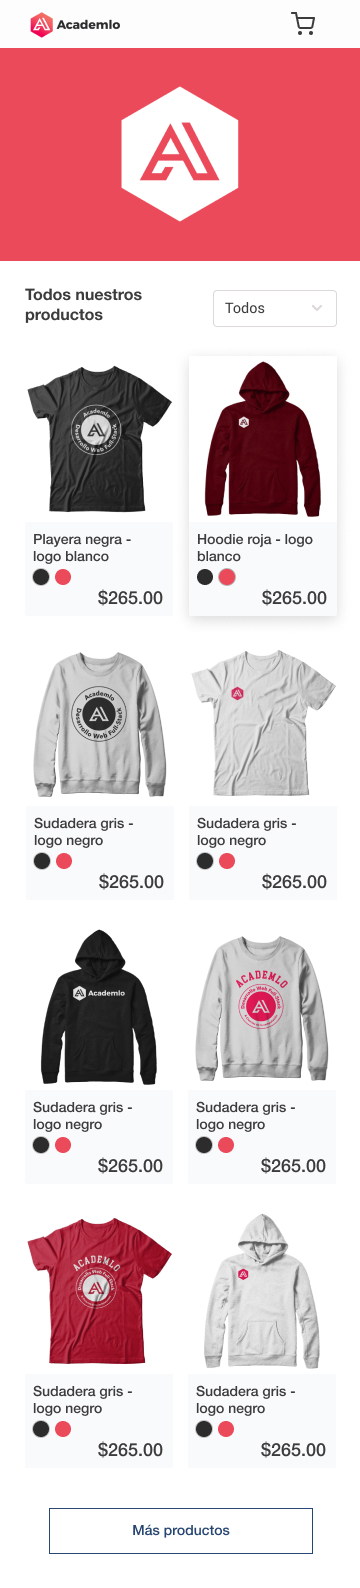 Academlo
Todos nuestros
productos
Todos
Academlo
Desarrollo Web Full-Stack
Playera negra -
logo blanco
$265.00
Hoodie roja - logo
blanco
$265.00
Academlo
Desarrollo Web Full-Stack
Sudadera gris -
logo negro
$265.00
Sudadera gris -
logo negro
$265.00
Academlo
Sudadera gris -
logo negro
$265.00
ACADEMLO
Desarrollo Web Full-Stack
Sudadera gris -
logo negro
$265.00
ACADEMLO
Desarrollo Web Full-Stack
Sudadera gris -
logo negro
$265.00
Sudadera gris -
logo negro
$265.00
Más productos